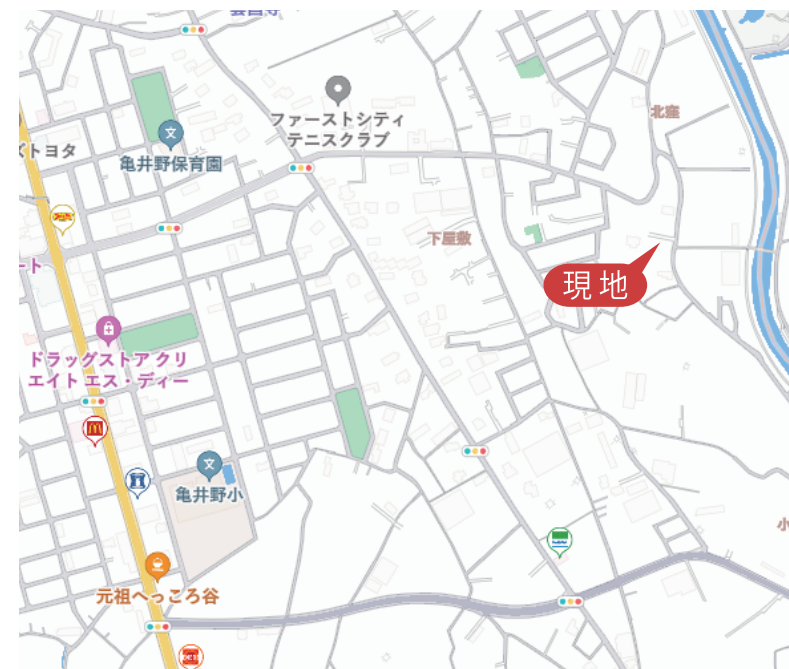 ファーストシティ
テニスクラブ
北窪
トヨタ
亀井野保育園
下屋敷
ート
現地
ドラッグストア クリ
エイト エス・ディー
亀井野小
小
元祖へっころ谷